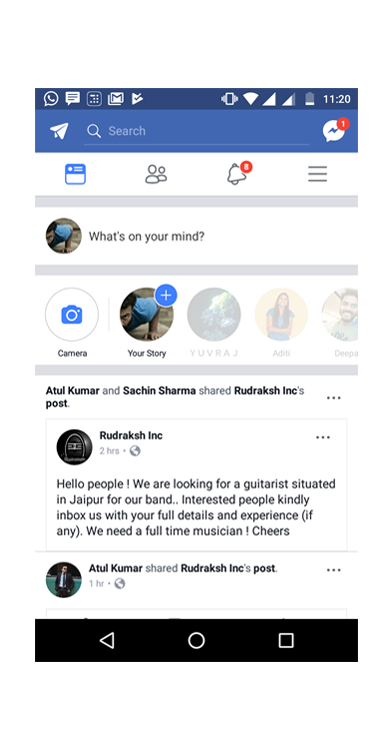 11:20
Search
1
8
What's on your mind?
Camera
Your Story
Y U V R A J
Aditi
Deepa
Atul Kumar and Sachin Sharma shared Rudraksh Inc's
post.
Rudraksh Inc
2 hrs •
Hello people ! We are looking for a guitarist situated
in Jaipur for our band.. Interested people kindly
inbox us with your full details and experience (if
any). We need a full time musician ! Cheers
Atul Kumar shared Rudraksh Inc's post.
1 hr •